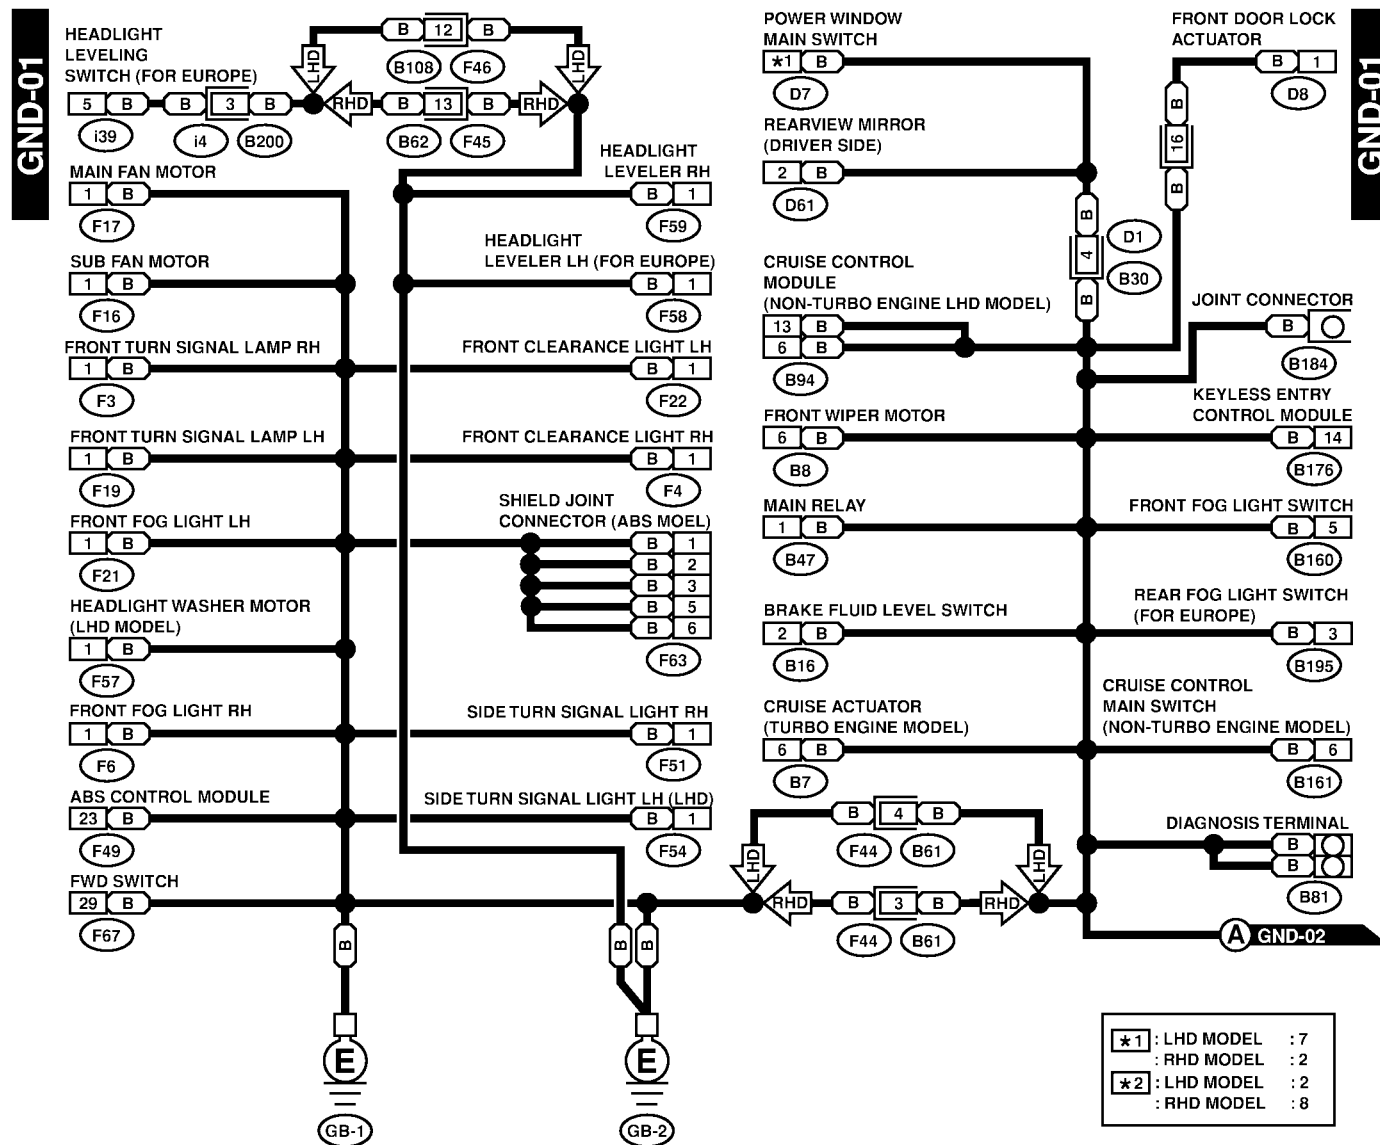 GND-01
HEADLIGHT
LEVELING
SWITCH (FOR EUROPE)
5 B B 3 B
i39 i4 B200
LHD B 12 B LHD
B108 F46
RHD B 13 B RHD
B62 F45
MAIN FAN MOTOR
1 B
F17
HEADLIGHT
LEVELER RH
B 1
F59
SUB FAN MOTOR
1 B
F16
HEADLIGHT
LEVELER LH (FOR EUROPE)
B 1
F58
FRONT TURN SIGNAL LAMP RH
1 B
F3
FRONT CLEARANCE LIGHT LH
B 1
F22
FRONT TURN SIGNAL LAMP LH
1 B
F19
FRONT CLEARANCE LIGHT RH
B 1
F4
FRONT FOG LIGHT LH
1 B
F21
SHIELD JOINT
CONNECTOR (ABS MOEL)
B 1
B 2
B 3
B 5
B 6
F63
HEADLIGHT WASHER MOTOR
(LHD MODEL)
1 B
F57
FRONT FOG LIGHT RH
1 B
F6
SIDE TURN SIGNAL LIGHT RH
B 1
F51
ABS CONTROL MODULE
23 B
F49
SIDE TURN SIGNAL LIGHT LH (LHD)
B 1
F54
FWD SWITCH
29 B
F67
B
E
GB-1
B B
E
GB-2
POWER WINDOW
MAIN SWITCH
*1 B
D7
FRONT DOOR LOCK
ACTUATOR
B 1
D8
GND-01
B
16
B
REARVIEW MIRROR
(DRIVER SIDE)
2 B
D61
B
4
B
D1
B30
CRUISE CONTROL
MODULE
(NON-TURBO ENGINE LHD MODEL)
13 B
6 B
B94
JOINT CONNECTOR
B
B184
FRONT WIPER MOTOR
6 B
B8
KEYLESS ENTRY
CONTROL MODULE
B 14
B176
MAIN RELAY
1 B
B47
FRONT FOG LIGHT SWITCH
B 5
B160
BRAKE FLUID LEVEL SWITCH
2 B
B16
REAR FOG LIGHT SWITCH
(FOR EUROPE)
B 3
B195
CRUISE ACTUATOR
(TURBO ENGINE MODEL)
6 B
B7
CRUISE CONTROL
MAIN SWITCH
(NON-TURBO ENGINE MODEL)
B 6
B161
LHD B 4 B LHD
F44 B61
RHD B 3 B RHD
F44 B61
DIAGNOSIS TERMINAL
B
B
B81
A GND-02
*1 : LHD MODEL : 7
: RHD MODEL : 2
*2 : LHD MODEL : 2
: RHD MODEL : 8